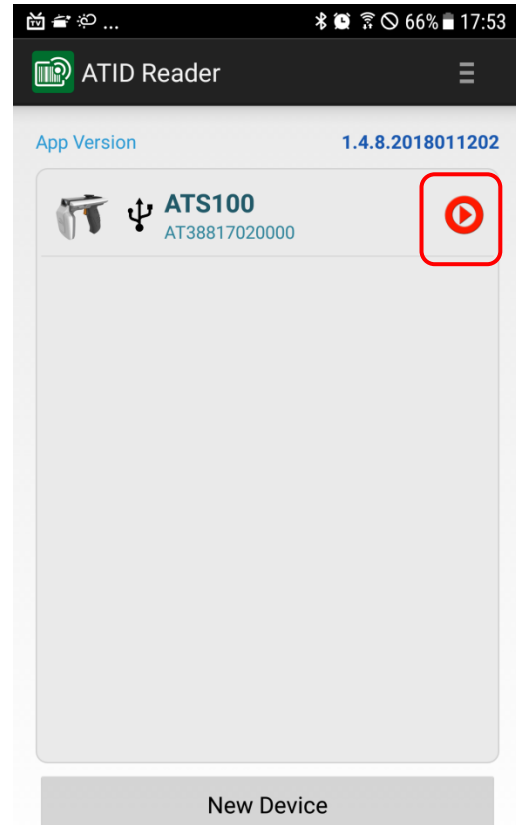 ... 66% 17:53
ATID Reader
App Version 1.4.8.2018011202
ATS100
AT38817020000
New Device